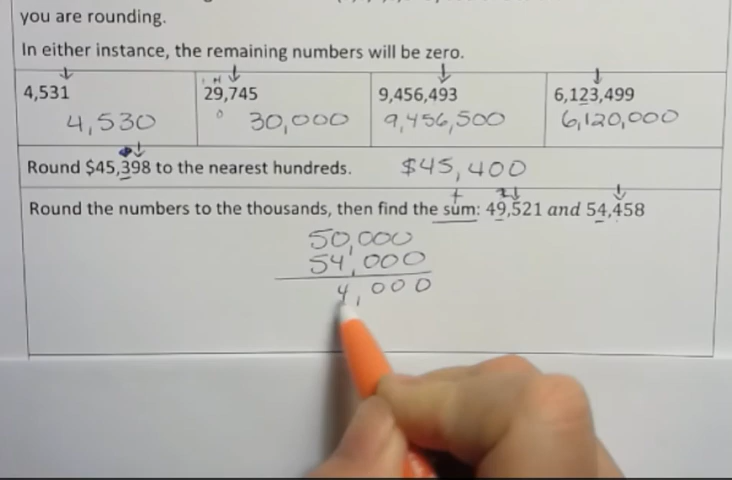 you are rounding.
In either instance, the remaining numbers will be zero.
4,531 29,745 9,456,493 6,123,499
4,530 30,000 9,456,500 6,120,000
Round $45,398 to the nearest hundreds. $45,400
Round the numbers to the thousands, then find the sum: 49,521 and 54,458
50,000
54,000
4,000